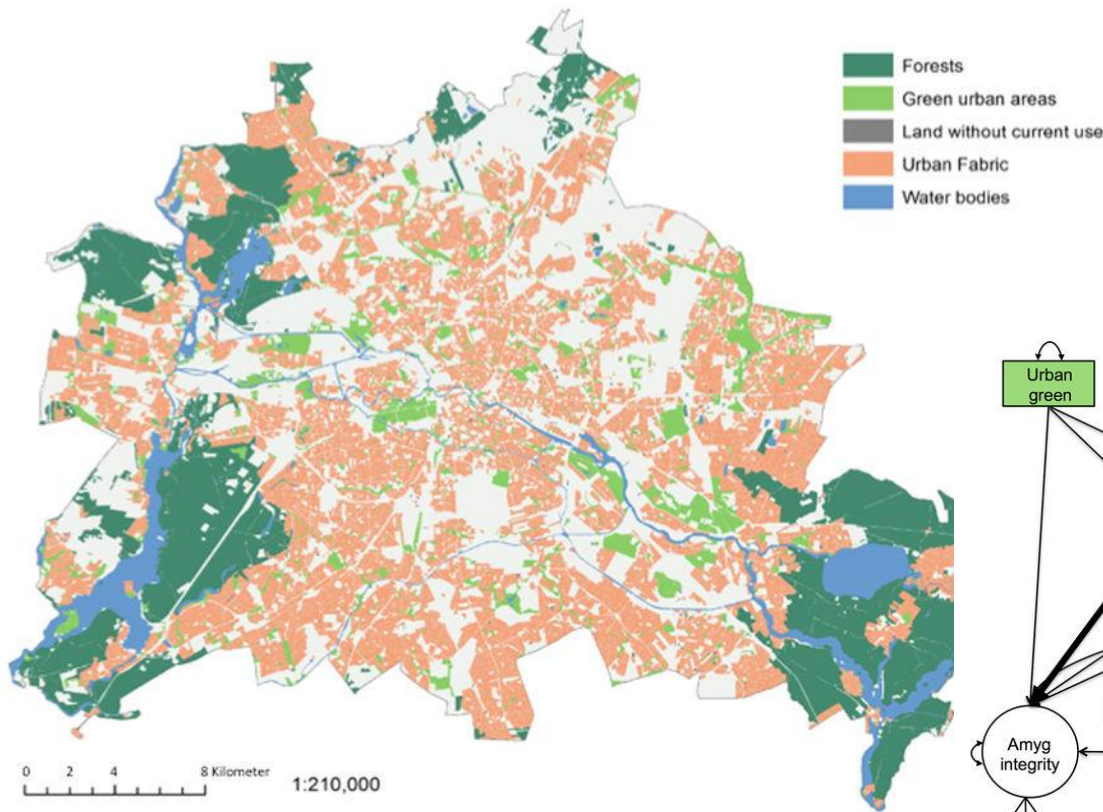 Forests
Green urban areas
Land without current use
Urban Fabric
Water bodies
Urban
green
Amyg
integrity
0 2 4 8 Kilometer
1:210,000